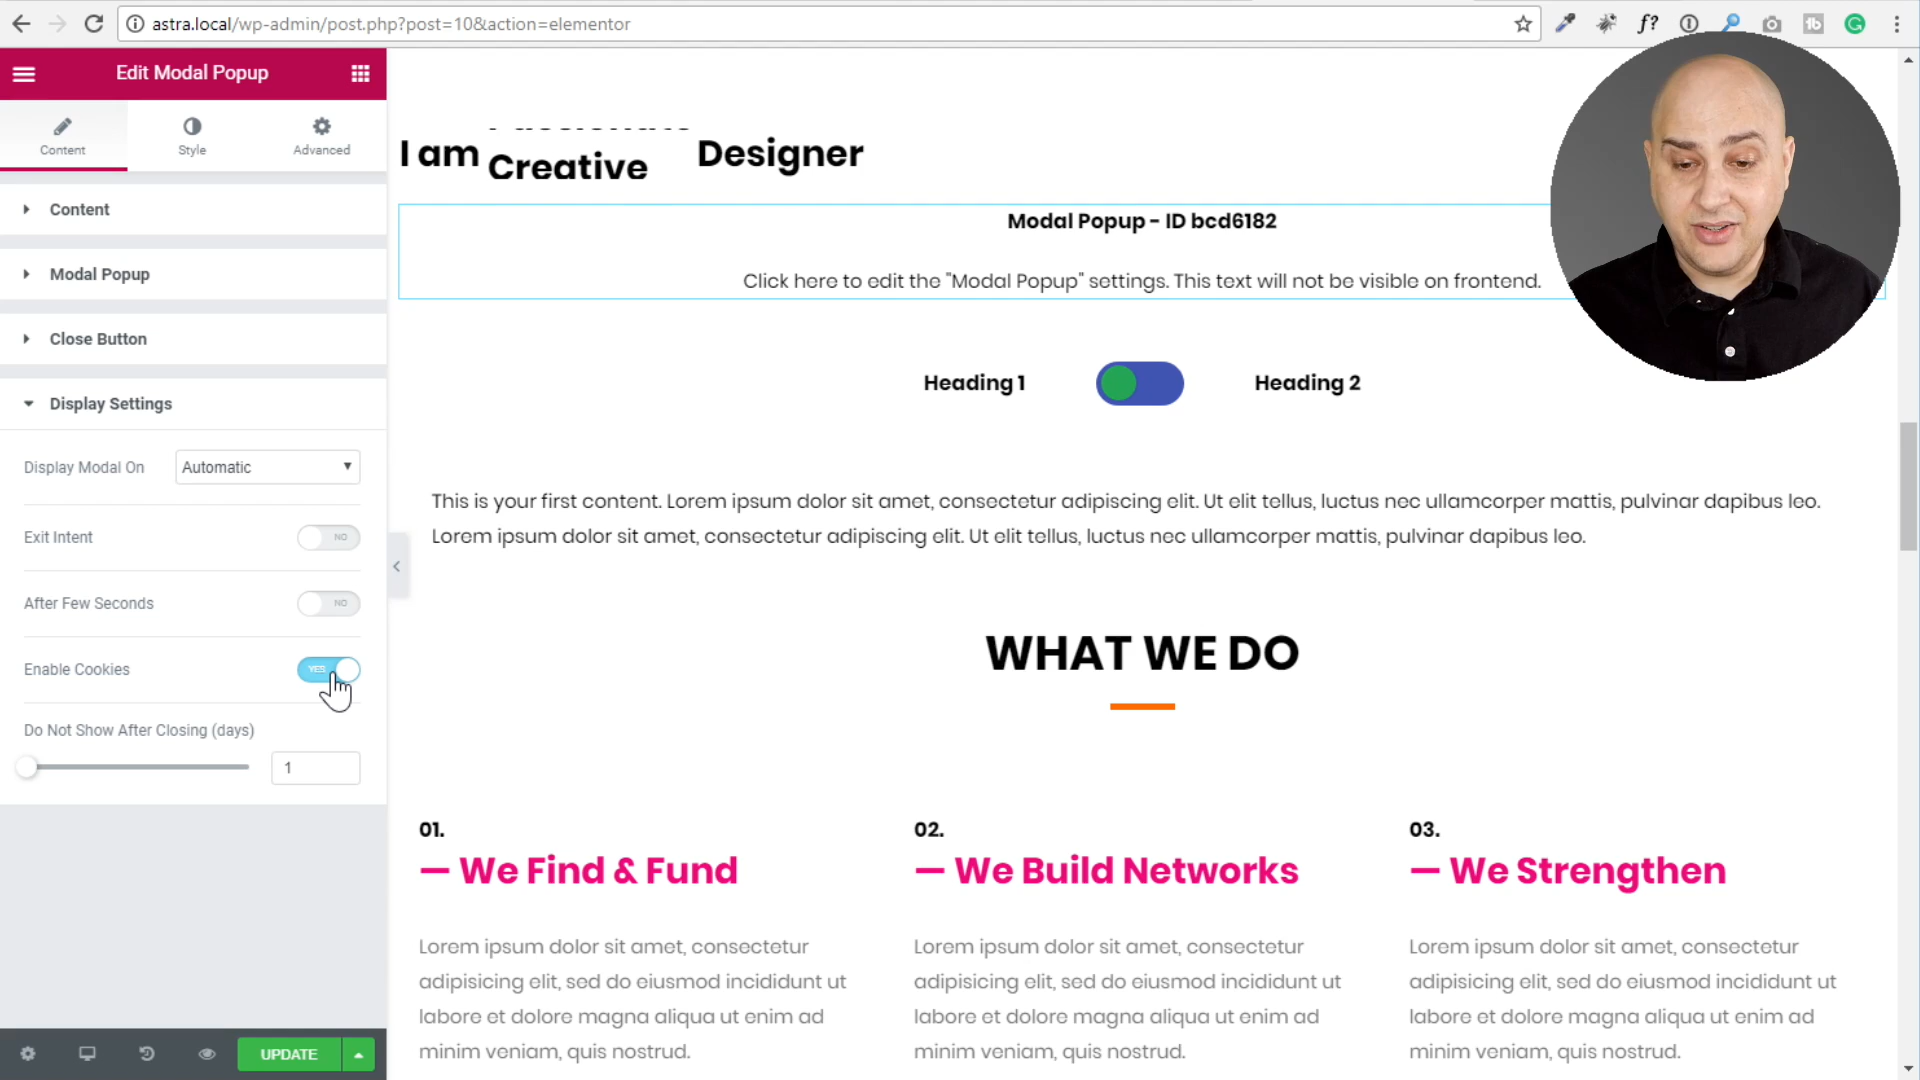 astra.local/wp-admin/post.php?post=10&action=elementor
f?
Edit Modal Popup
Content
Style
Advanced
Content
Modal Popup
Close Button
Display Settings
Display Modal On
Automatic
Exit Intent
NO
After Few Seconds
NO
Enable Cookies
YES
Do Not Show After Closing (days)
1
UPDATE
I am Creative Designer
Modal Popup - ID bcd6182
Click here to edit the "Modal Popup" settings. This text will not be visible on frontend.
Heading 1
Heading 2
This is your first content. Lorem ipsum dolor sit amet, consectetur adipiscing elit. Ut elit tellus, luctus nec ullamcorper mattis, pulvinar dapibus leo.
Lorem ipsum dolor sit amet, consectetur adipiscing elit. Ut elit tellus, luctus nec ullamcorper mattis, pulvinar dapibus leo.
WHAT WE DO
01.
— We Find & Fund
Lorem ipsum dolor sit amet, consectetur
adipisicing elit, sed do eiusmod incididunt ut
labore et dolore magna aliqua ut enim ad
minim veniam, quis nostrud.
02.
— We Build Networks
Lorem ipsum dolor sit amet, consectetur
adipisicing elit, sed do eiusmod incididunt ut
labore et dolore magna aliqua ut enim ad
minim veniam, quis nostrud.
03.
— We Strengthen
Lorem ipsum dolor sit amet, consectetur
adipisicing elit, sed do eiusmod incididunt ut
labore et dolore magna aliqua ut enim ad
minim veniam, quis nostrud.